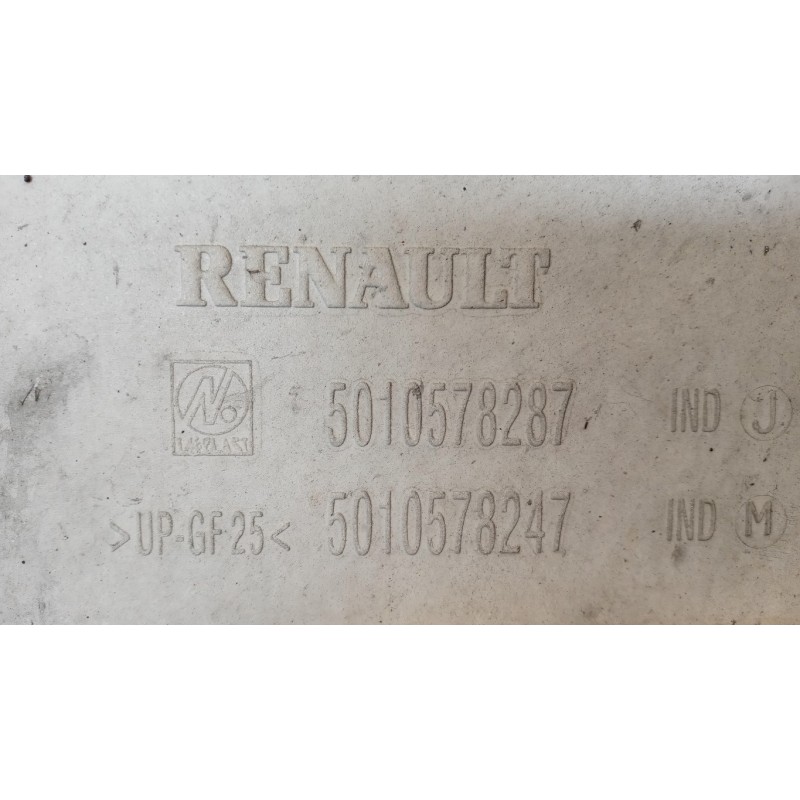 RENAULT
5010578287 IND J
>UP-GF25< 5010578247 IND M